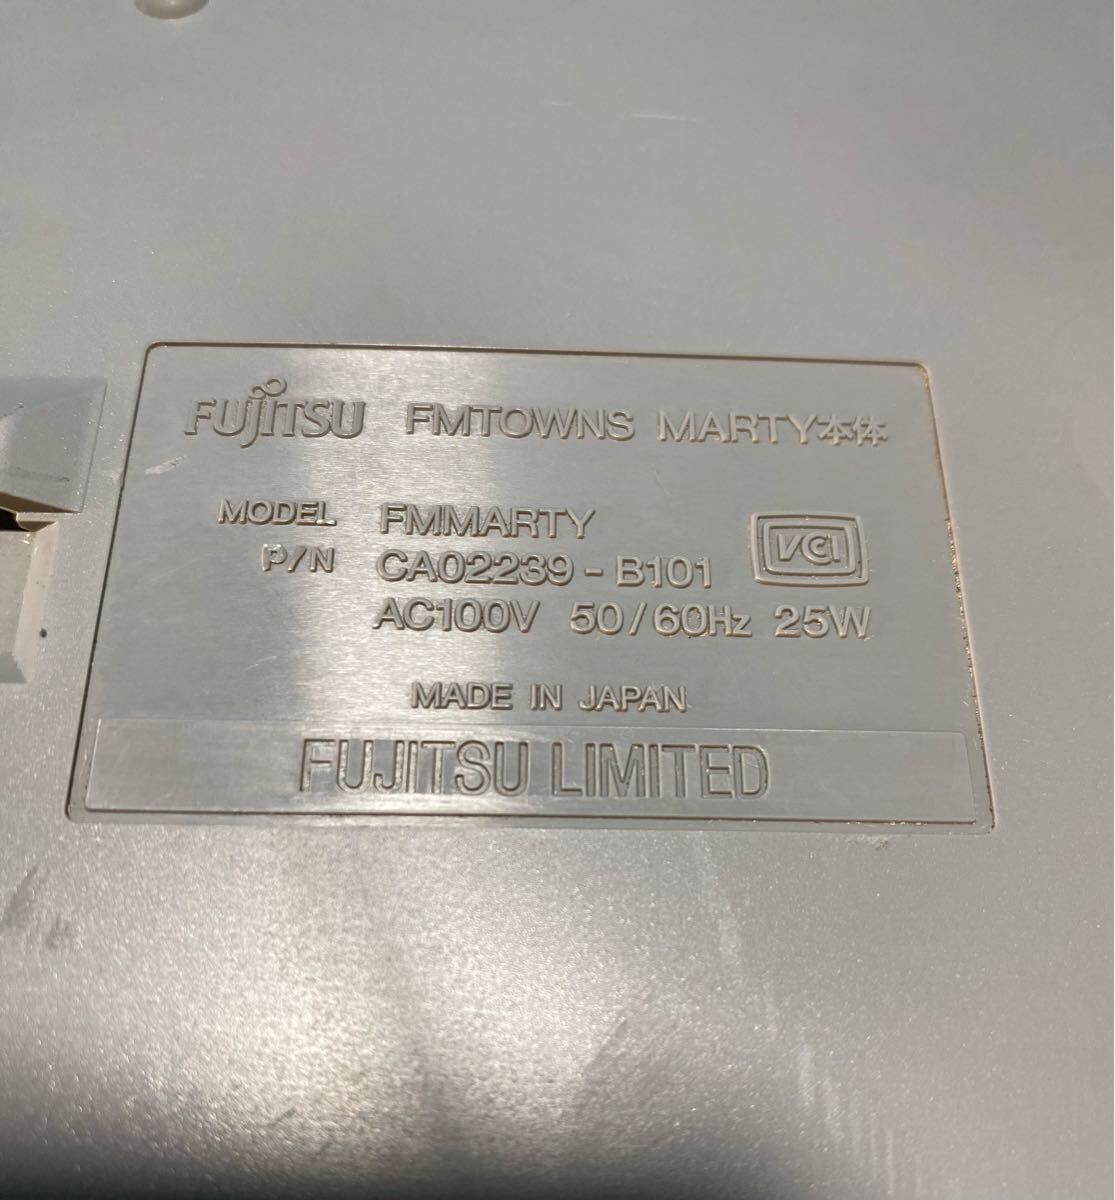 FUJITSU FMTOWNS MARTY本体
MODEL FMMARTY
P/N CA02239-B101
VCI
AC100V 50/60Hz 25W
MADE IN JAPAN
FUJITSU LIMITED